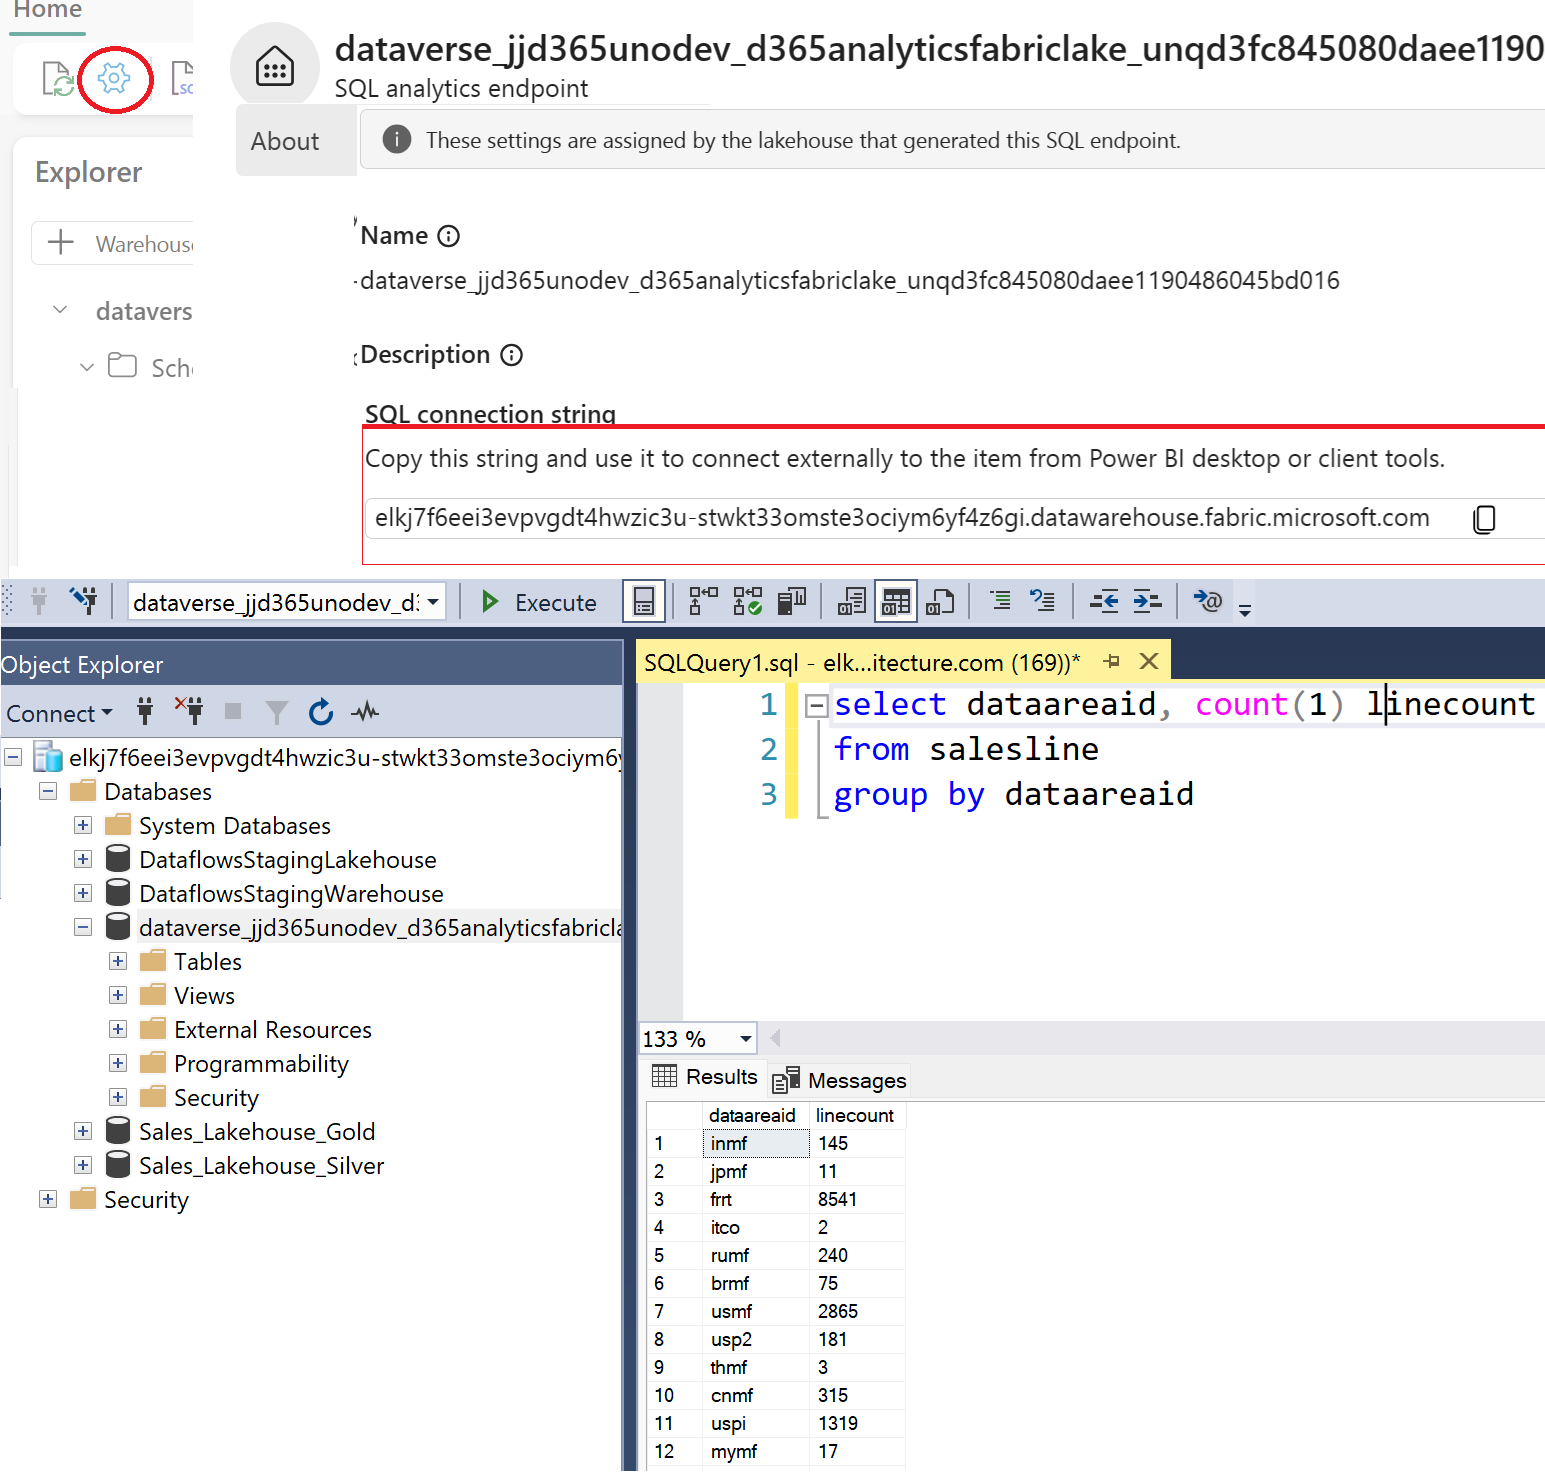 Home
dataverse_jjd365unodev_d365analyticsfabriclake_unqd3fc845080daee1190
SQL analytics endpoint
About
These settings are assigned by the lakehouse that generated this SQL endpoint.
Explorer
Name
Warehous
dataverse_jjd365unodev_d365analyticsfabriclake_unqd3fc845080daee1190486045bd016
datavers
Description
Sche
SQL connection string
Copy this string and use it to connect externally to the item from Power BI desktop or client tools.
elkj7f6eei3evpvgdt4hwzic3u-stwkt33omste3ociym6yf4z6gi.datawarehouse.fabric.microsoft.com
dataverse_jjd365unodev_d
Execute
Object Explorer
Connect
elkj7f6eei3evpvgdt4hwzic3u-stwkt33omste3ociym6y
Databases
System Databases
DataflowsStagingLakehouse
DataflowsStagingWarehouse
dataverse_jjd365unodev_d365analyticsfabricla
Tables
Views
External Resources
Programmability
Security
Sales_Lakehouse_Gold
Sales_Lakehouse_Silver
Security
SQLQuery1.sql - elk...itecture.com (169))*
1 select dataareaid, count(1) linecount
2 from salesline
3 group by dataareaid
133 %
Results Messages
dataareaid linecount
1 inmf 145
2 jpmf 11
3 frrt 8541
4 itco 2
5 rumf 240
6 brmf 75
7 usmf 2865
8 usp2 181
9 thmf 3
10 cnmf 315
11 uspi 1319
12 mymf 17